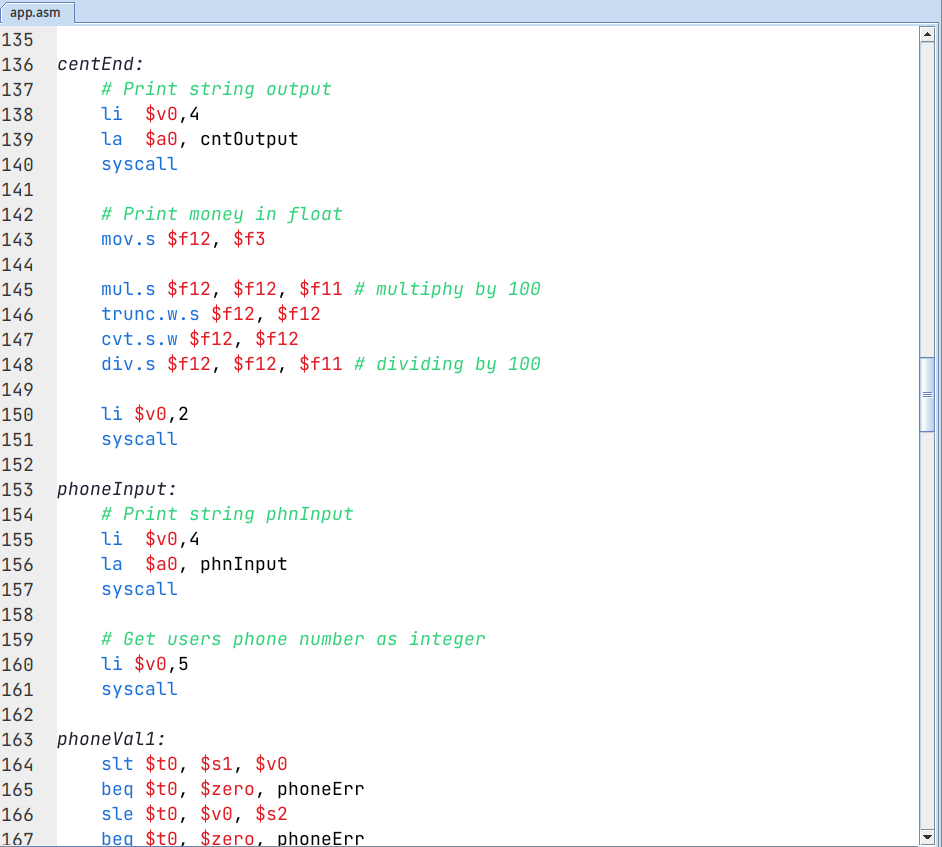 app.asm
135
136 centEnd:
137 # Print string output
138 li $v0,4
139 la $a0, cntOutput
140 syscall
141
142 # Print money in float
143 mov.s $f12, $f3
144
145 mul.s $f12, $f12, $f11 # multiphy by 100
146 trunc.w.s $f12, $f12
147 cvt.s.w $f12, $f12
148 div.s $f12, $f12, $f11 # dividing by 100
149
150 li $v0,2
151 syscall
152
153 phoneInput:
154 # Print string phnInput
155 li $v0,4
156 la $a0, phnInput
157 syscall
158
159 # Get users phone number as integer
160 li $v0,5
161 syscall
162
163 phoneVal1:
164 slt $t0, $s1, $v0
165 beq $t0, $zero, phoneErr
166 sle $t0, $v0, $s2
167 beq $t0, $zero, phoneErr